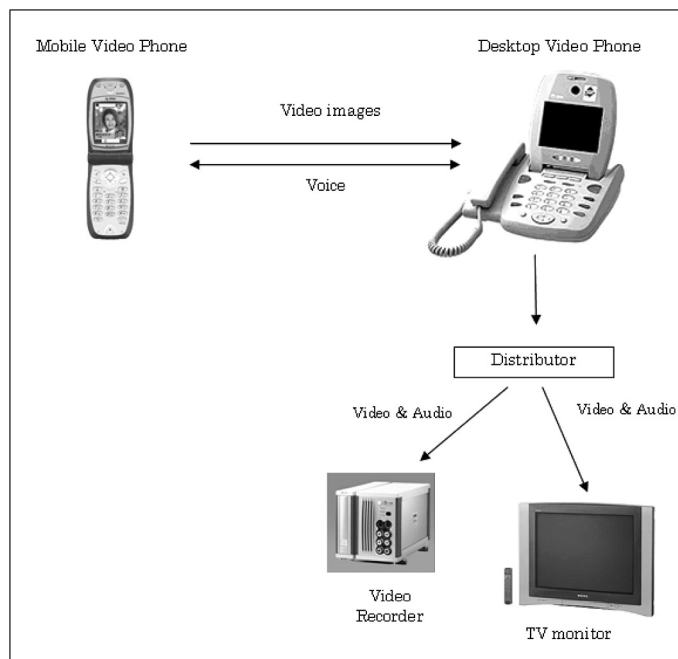 Mobile Video Phone
Desktop Video Phone
Video images
Voice
Distributor
Video & Audio
Video & Audio
Video
Recorder
TV monitor